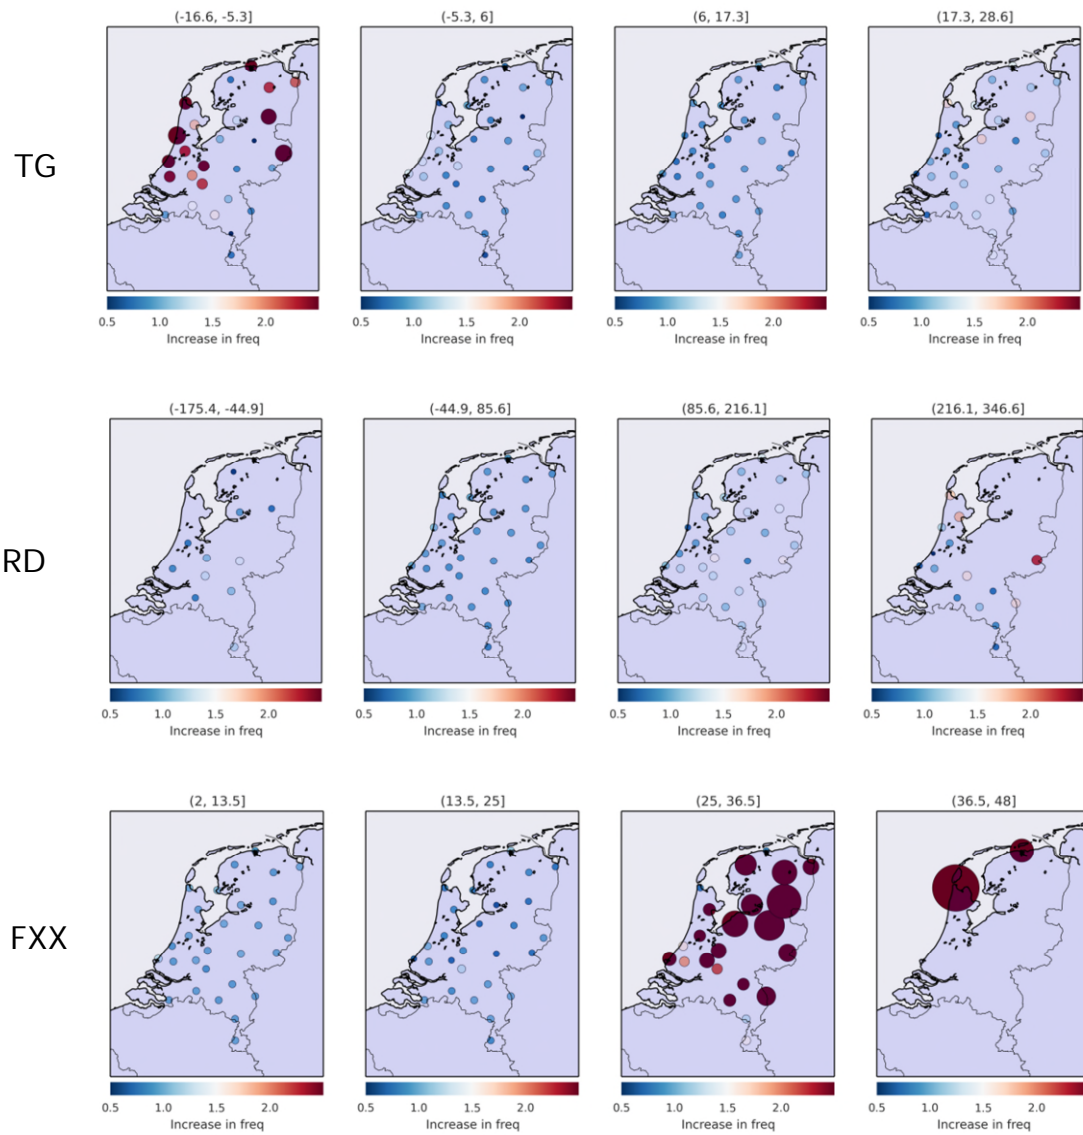 (-16.6, -5.3]
(-5.3, 6]
(6, 17.3]
(17.3, 28.6]
TG
0.5 1.0 1.5 2.0
Increase in freq
0.5 1.0 1.5 2.0
Increase in freq
0.5 1.0 1.5 2.0
Increase in freq
0.5 1.0 1.5 2.0
Increase in freq
(-175.4, -44.9]
(-44.9, 85.6]
(85.6, 216.1]
(216.1, 346.6]
RD
0.5 1.0 1.5 2.0
Increase in freq
0.5 1.0 1.5 2.0
Increase in freq
0.5 1.0 1.5 2.0
Increase in freq
0.5 1.0 1.5 2.0
Increase in freq
(2, 13.5]
(13.5, 25]
(25, 36.5]
(36.5, 48]
FXX
0.5 1.0 1.5 2.0
Increase in freq
0.5 1.0 1.5 2.0
Increase in freq
0.5 1.0 1.5 2.0
Increase in freq
0.5 1.0 1.5 2.0
Increase in freq